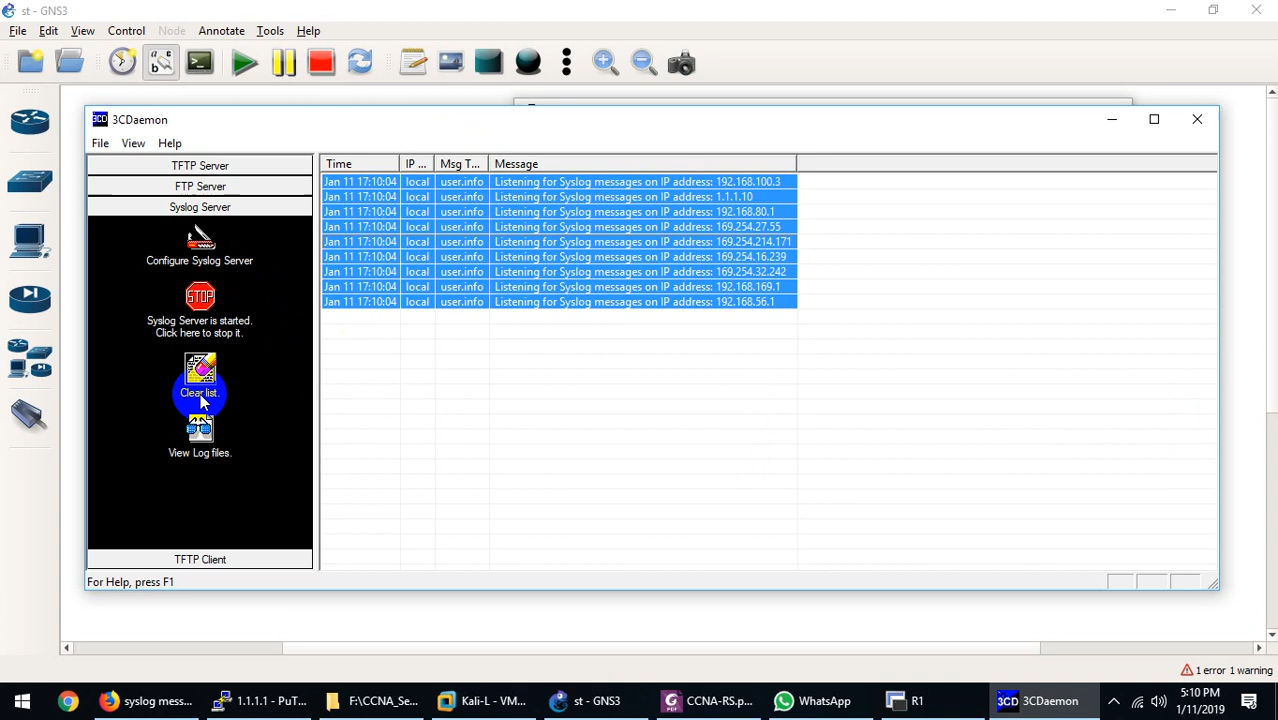 st - GNS3
File Edit View Control Node Annotate Tools Help
3CD 3CDaemon
File View Help
TFTP Server
FTP Server
Syslog Server
Configure Syslog Server
STOP
Syslog Server is started.
Click here to stop it.
Clear list.
View Log files.
TFTP Client
Time IP ... Msg T... Message
Jan 11 17:10:04 local user.info Listening for Syslog messages on IP address: 192.168.100.3
Jan 11 17:10:04 local user.info Listening for Syslog messages on IP address: 1.1.1.10
Jan 11 17:10:04 local user.info Listening for Syslog messages on IP address: 192.168.80.1
Jan 11 17:10:04 local user.info Listening for Syslog messages on IP address: 169.254.27.55
Jan 11 17:10:04 local user.info Listening for Syslog messages on IP address: 169.254.214.171
Jan 11 17:10:04 local user.info Listening for Syslog messages on IP address: 169.254.16.239
Jan 11 17:10:04 local user.info Listening for Syslog messages on IP address: 169.254.32.242
Jan 11 17:10:04 local user.info Listening for Syslog messages on IP address: 192.168.169.1
Jan 11 17:10:04 local user.info Listening for Syslog messages on IP address: 192.168.56.1
For Help, press F1
1 error 1 warning
syslog mess... 1.1.1.1 - PuT... F:\CCNA_Se... Kali-L - VM... st - GNS3 CCNA-RS.p... WhatsApp R1 3CD 3CDaemon
5:10 PM
1/11/2019